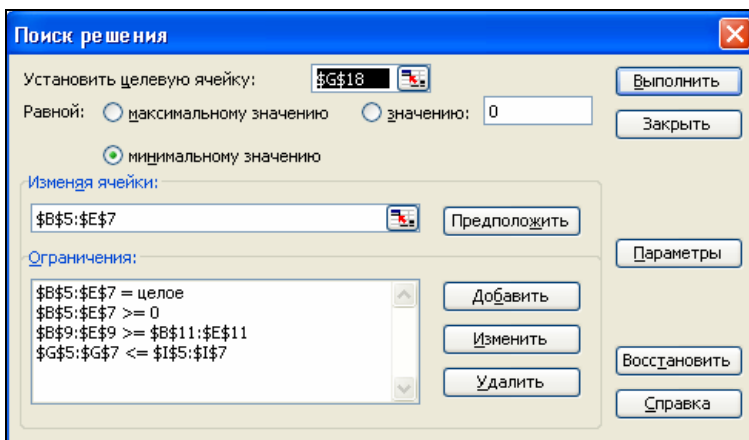 Поиск решения
Установить целевую ячейку: $G$18
Выполнить
Равной: максимальному значению значению: 0
Закрыть
минимальному значению
Изменяя ячейки:
$B$5:$E$7
Предположить
Ограничения:
Параметры
$B$5:$E$7 = целое
$B$5:$E$7 >= 0
$B$9:$E$9 >= $B$11:$E$11
$G$5:$G$7 <= $I$5:$I$7
Добавить
Изменить
Удалить
Восстановить
Справка